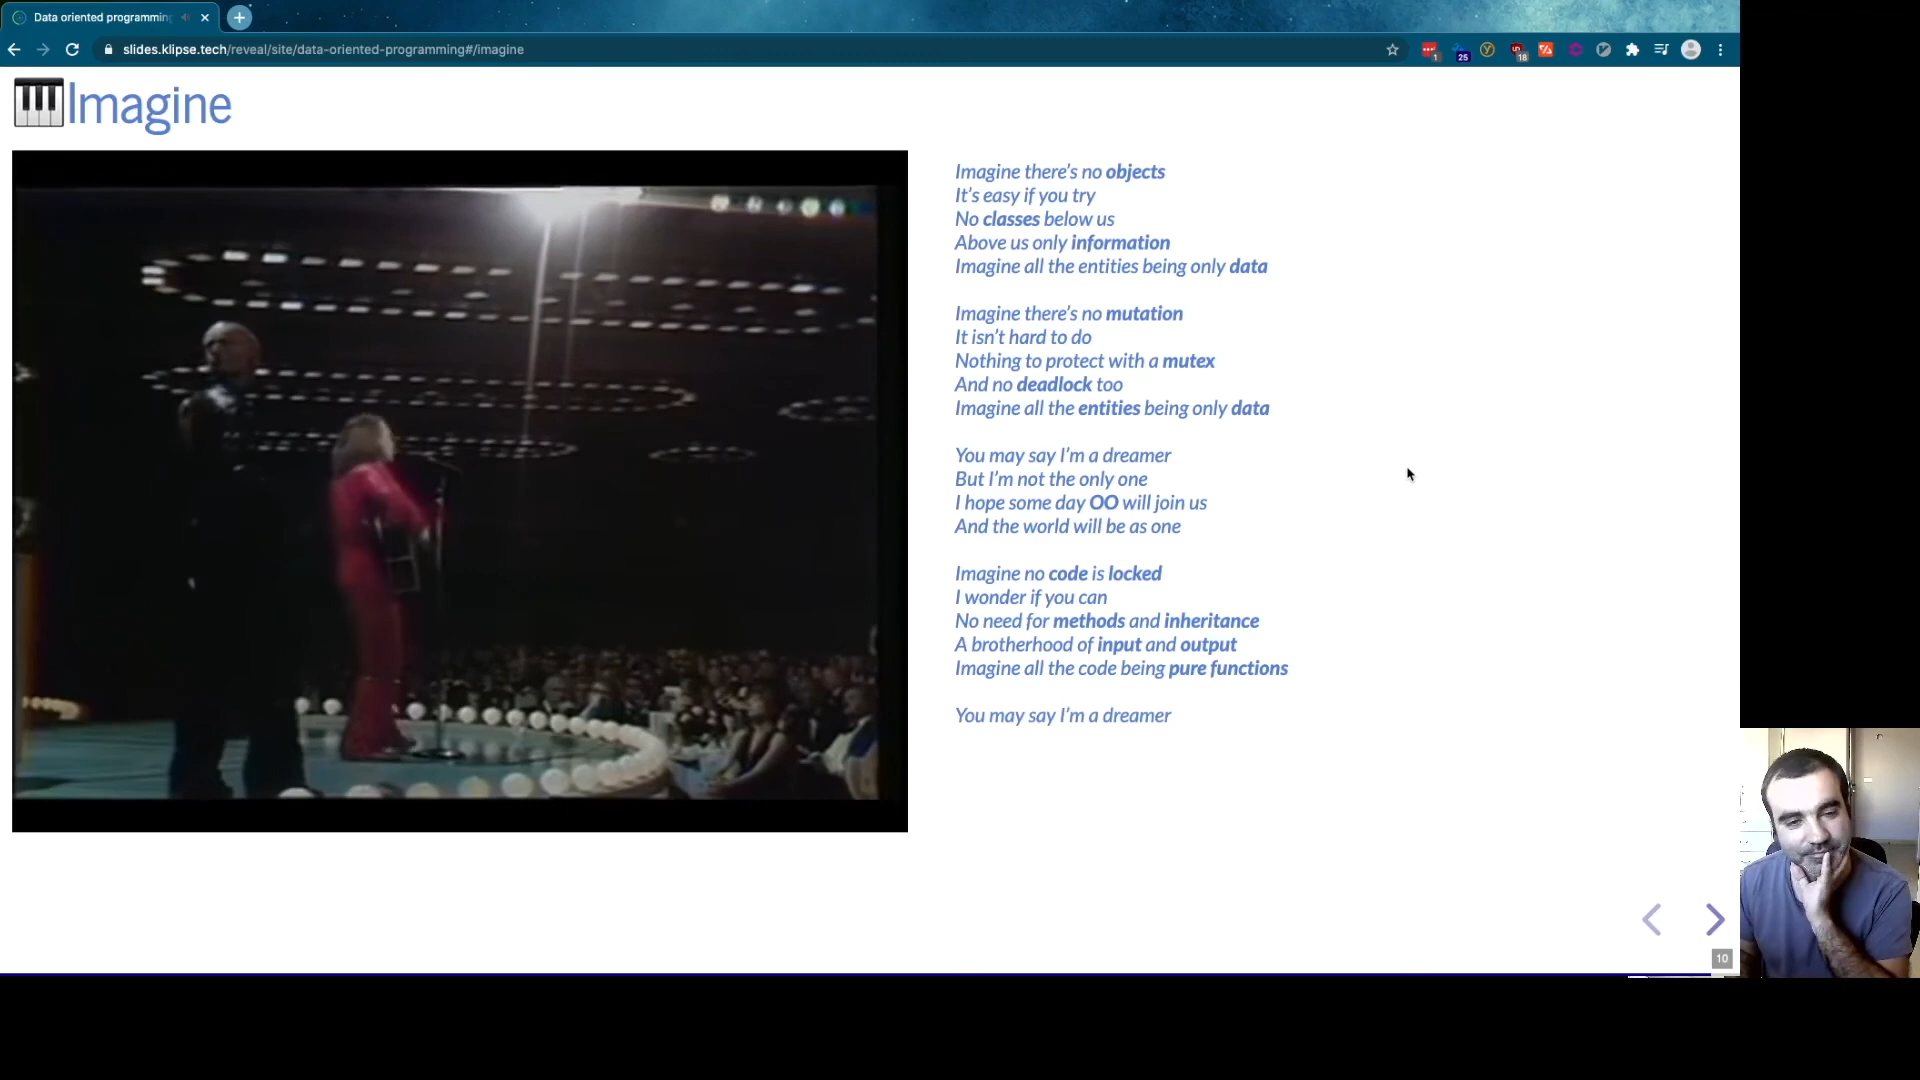 Data oriented programming
slides.klipse.tech/reveal/site/data-oriented-programming#/imagine
1
25
18
Imagine
Imagine there's no objects
It's easy if you try
No classes below us
Above us only information
Imagine all the entities being only data
Imagine there's no mutation
It isn't hard to do
Nothing to protect with a mutex
And no deadlock too
Imagine all the entities being only data
You may say I'm a dreamer
But I'm not the only one
I hope some day OO will join us
And the world will be as one
Imagine no code is locked
I wonder if you can
No need for methods and inheritance
A brotherhood of input and output
Imagine all the code being pure functions
You may say I'm a dreamer
10